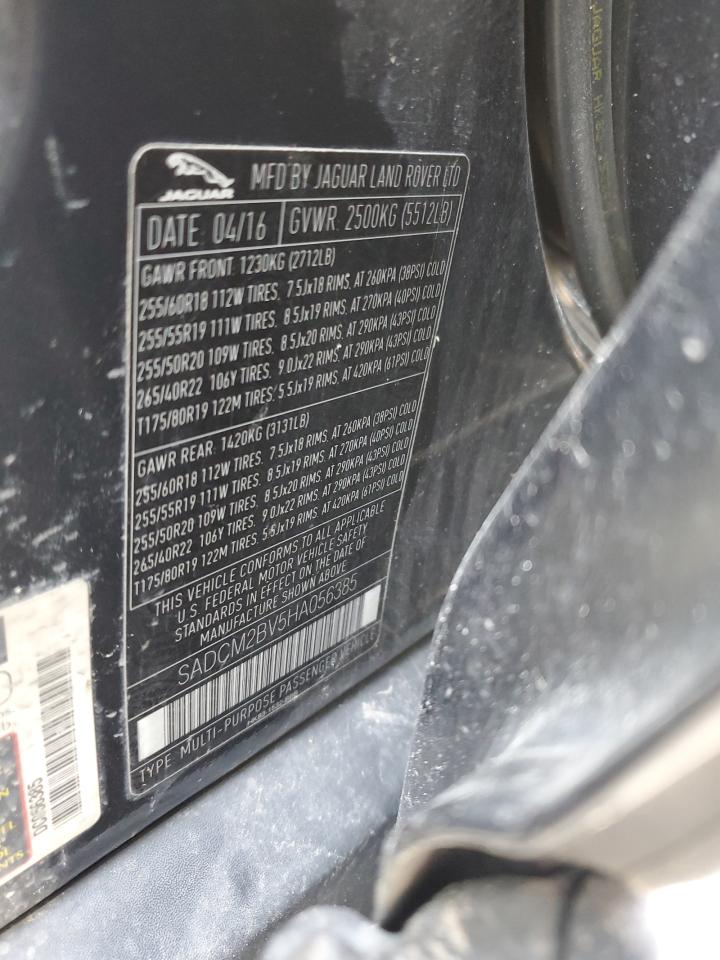 JAGUAR
JAGUAR MFD BY JAGUAR LAND ROVER LTD
DATE: 04/16 GVWR: 2500KG (5512LB)
GAWR FRONT: 1230KG (2712LB)
255/60R18 112W TIRES, 7.5Jx18 RIMS, AT 260KPA (38PSI) COLD
255/55R19 111W TIRES, 8.5Jx19 RIMS, AT 270KPA (40PSI) COLD
255/50R20 109W TIRES, 8.5Jx20 RIMS, AT 290KPA (43PSI) COLD
265/40R22 106Y TIRES, 9.0Jx22 RIMS, AT 290KPA (43PSI) COLD
T175/80R19 122M TIRES, 5.5Jx19 RIMS, AT 420KPA (61PSI) COLD
GAWR REAR: 1420KG (3131LB)
255/60R18 112W TIRES, 7.5Jx18 RIMS, AT 260KPA (38PSI) COLD
255/55R19 111W TIRES, 8.5Jx19 RIMS, AT 270KPA (40PSI) COLD
255/50R20 109W TIRES, 8.5Jx20 RIMS, AT 290KPA (43PSI) COLD
265/40R22 106Y TIRES, 9.0Jx22 RIMS, AT 290KPA (43PSI) COLD
T175/80R19 122M TIRES, 5.5Jx19 RIMS, AT 420KPA (61PSI) COLD
THIS VEHICLE CONFORMS TO ALL APPLICABLE
U.S. FEDERAL MOTOR VEHICLE SAFETY
STANDARDS IN EFFECT ON THE DATE OF
MANUFACTURE SHOWN ABOVE
SADCM2BV5HA056385
TYPE: MULTI-PURPOSE PASSENGER VEHICLE